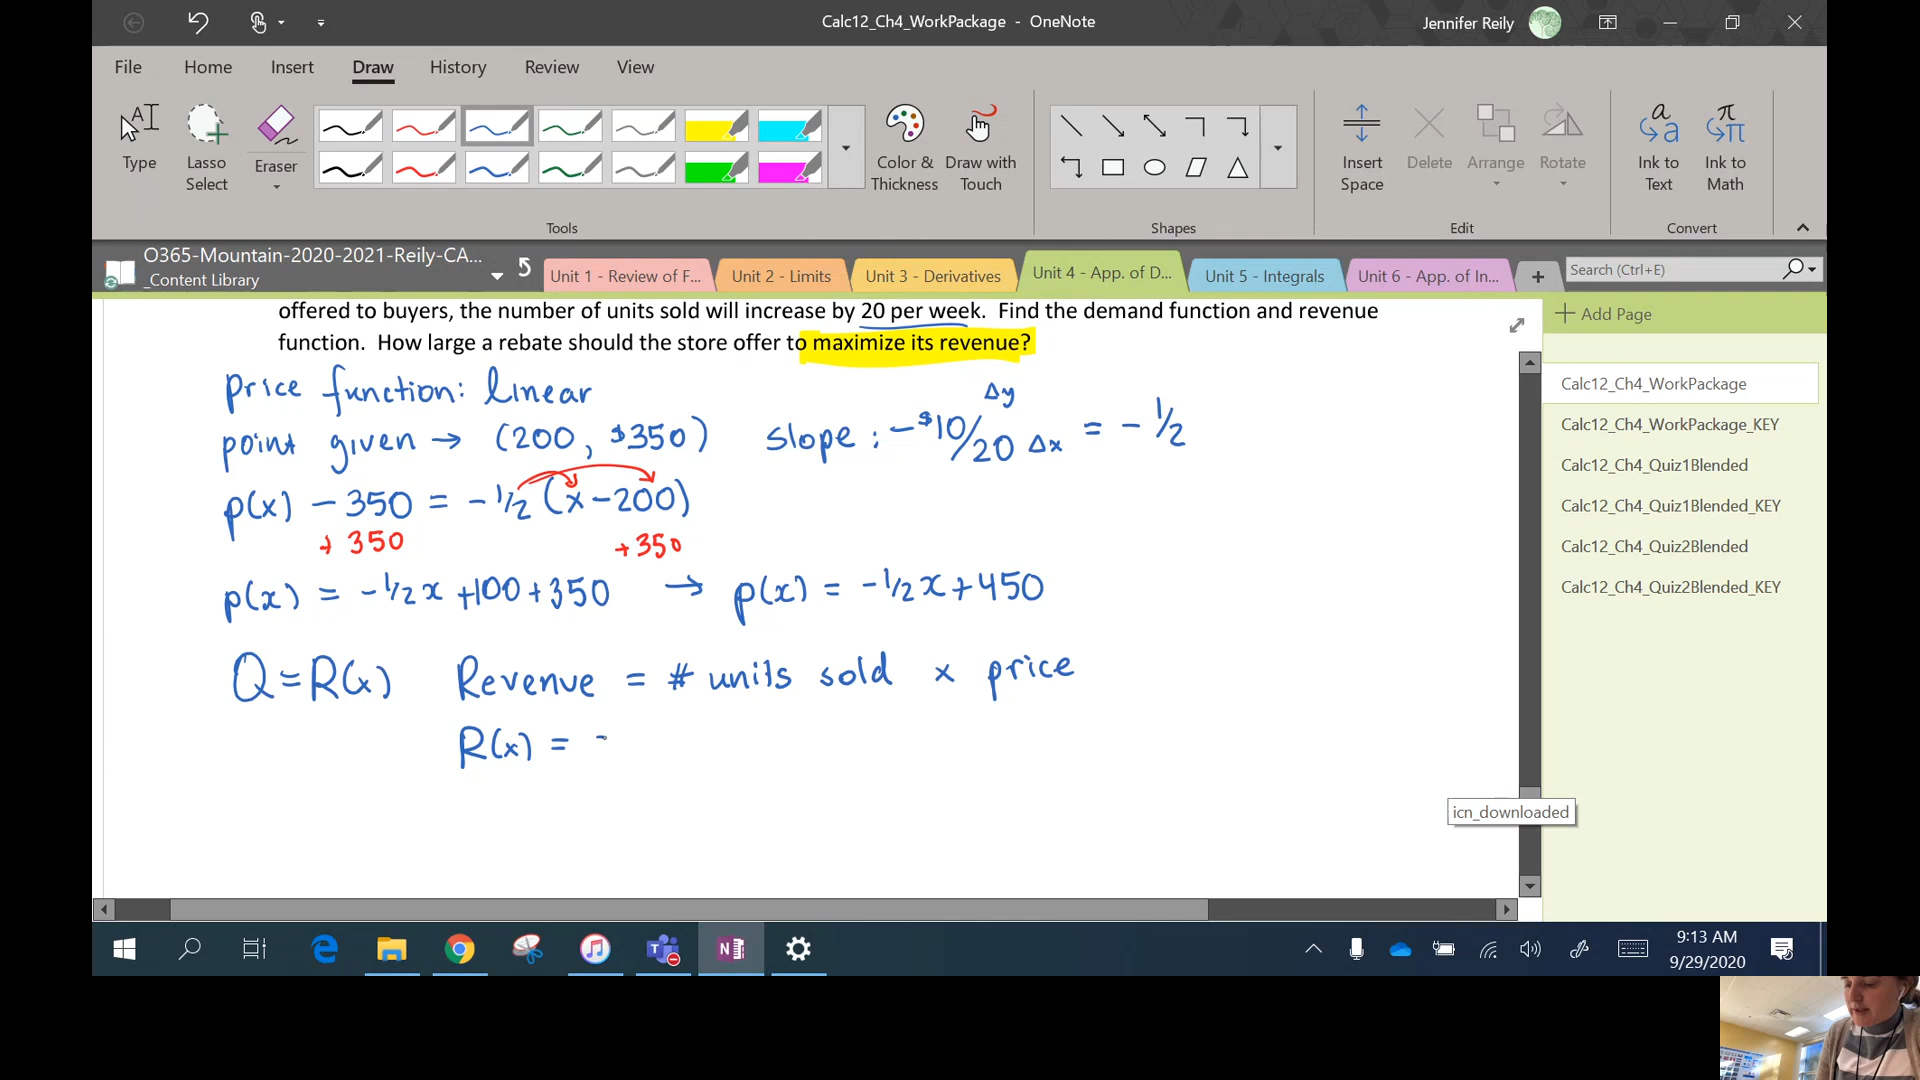 Calc12_Ch4_WorkPackage - OneNote
Jennifer Reily
File Home Insert Draw History Review View
Type
Lasso Select
Eraser
Color & Thickness
Draw with Touch
Insert Space
Delete
Arrange
Rotate
Ink to Text
Ink to Math
Tools
Shapes
Edit
Convert
O365-Mountain-2020-2021-Reily-CA...
_Content Library
Unit 1 - Review of F...
Unit 2 - Limits
Unit 3 - Derivatives
Unit 4 - App. of D...
Unit 5 - Integrals
Unit 6 - App. of In...
Search (Ctrl+E)
offered to buyers, the number of units sold will increase by 20 per week. Find the demand function and revenue
function. How large a rebate should the store offer to maximize its revenue?
price function: linear
point given → (200, $350) slope: -$10/20 Δy Δx = -1/2
p(x) - 350 = -1/2 (x - 200)
+ 350 + 350
p(x) = -1/2 x + 100 + 350 → p(x) = -1/2 x + 450
Q = R(x) Revenue = # units sold x price
R(x) =
Add Page
Calc12_Ch4_WorkPackage
Calc12_Ch4_WorkPackage_KEY
Calc12_Ch4_Quiz1Blended
Calc12_Ch4_Quiz1Blended_KEY
Calc12_Ch4_Quiz2Blended
Calc12_Ch4_Quiz2Blended_KEY
icn_downloaded
9:13 AM
9/29/2020